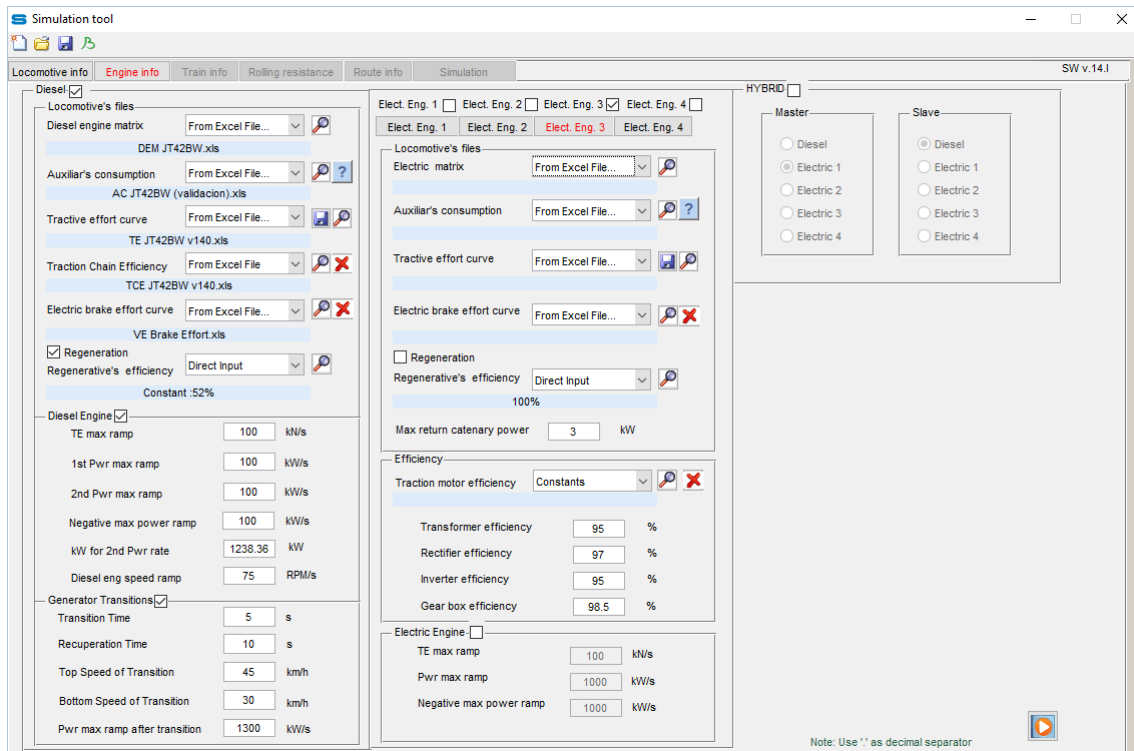 Simulation tool
Locomotive info Engine info Train info Rolling resistance Route info Simulation SW v.14.I
Diesel
Locomotive's files
Diesel engine matrix From Excel File...
DEM JT42BW.xls
Auxiliar's consumption From Excel File...
AC JT42BW (validacion).xls
Tractive effort curve From Excel File...
TE JT42BW v140.xls
Traction Chain Efficiency From Excel File
TCE JT42BW v140.xls
Electric brake effort curve From Excel File...
VE Brake Effort.xls
Regeneration
Regenerative's efficiency Direct Input
Constant :52%
Diesel Engine
TE max ramp 100 kN/s
1st Pwr max ramp 100 kW/s
2nd Pwr max ramp 100 kW/s
Negative max power ramp 100 kW/s
kW for 2nd Pwr rate 1238.36 kW
Diesel eng speed ramp 75 RPM/s
Generator Transitions
Transition Time 5 s
Recuperation Time 10 s
Top Speed of Transition 45 km/h
Bottom Speed of Transition 30 km/h
Pwr max ramp after transition 1300 kW/s
Elect. Eng. 1 Elect. Eng. 2 Elect. Eng. 3 Elect. Eng. 4
Elect. Eng. 1 Elect. Eng. 2 Elect. Eng. 3 Elect. Eng. 4
Locomotive's files
Electric matrix From Excel File...
Auxiliar's consumption From Excel File... ?
Tractive effort curve From Excel File...
Electric brake effort curve From Excel File...
Regeneration
Regenerative's efficiency Direct Input
100%
Max return catenary power 3 kW
Efficiency
Traction motor efficiency Constants
Transformer efficiency 95 %
Rectifier efficiency 97 %
Inverter efficiency 95 %
Gear box efficiency 98.5 %
Electric Engine
TE max ramp 100 kN/s
Pwr max ramp 1000 kW/s
Negative max power ramp 1000 kW/s
HYBRID
Master
Diesel
Electric 1
Electric 2
Electric 3
Electric 4
Slave
Diesel
Electric 1
Electric 2
Electric 3
Electric 4
Note: Use '.' as decimal separator